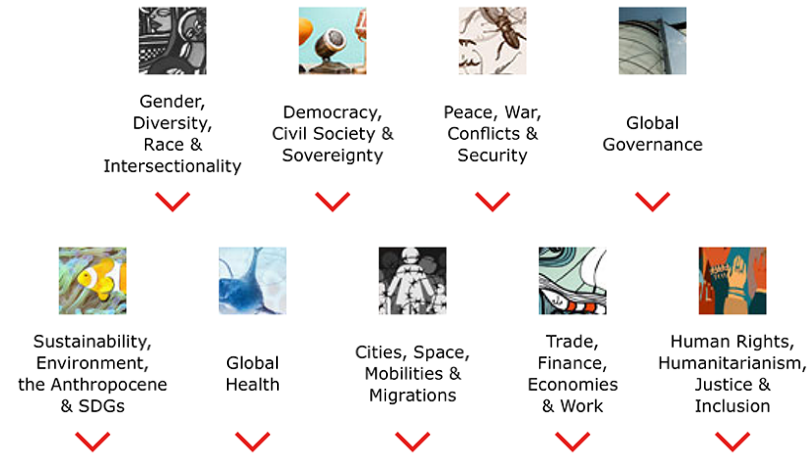 Gender,
Diversity,
Race &
Intersectionality
Democracy,
Civil Society &
Sovereignty
Peace, War,
Conflicts &
Security
Global
Governance
Sustainability,
Environment,
the Anthropocene
& SDGs
Global
Health
Cities, Space,
Mobilities &
Migrations
Trade,
Finance,
Economies
& Work
Human Rights,
Humanitarianism,
Justice &
Inclusion